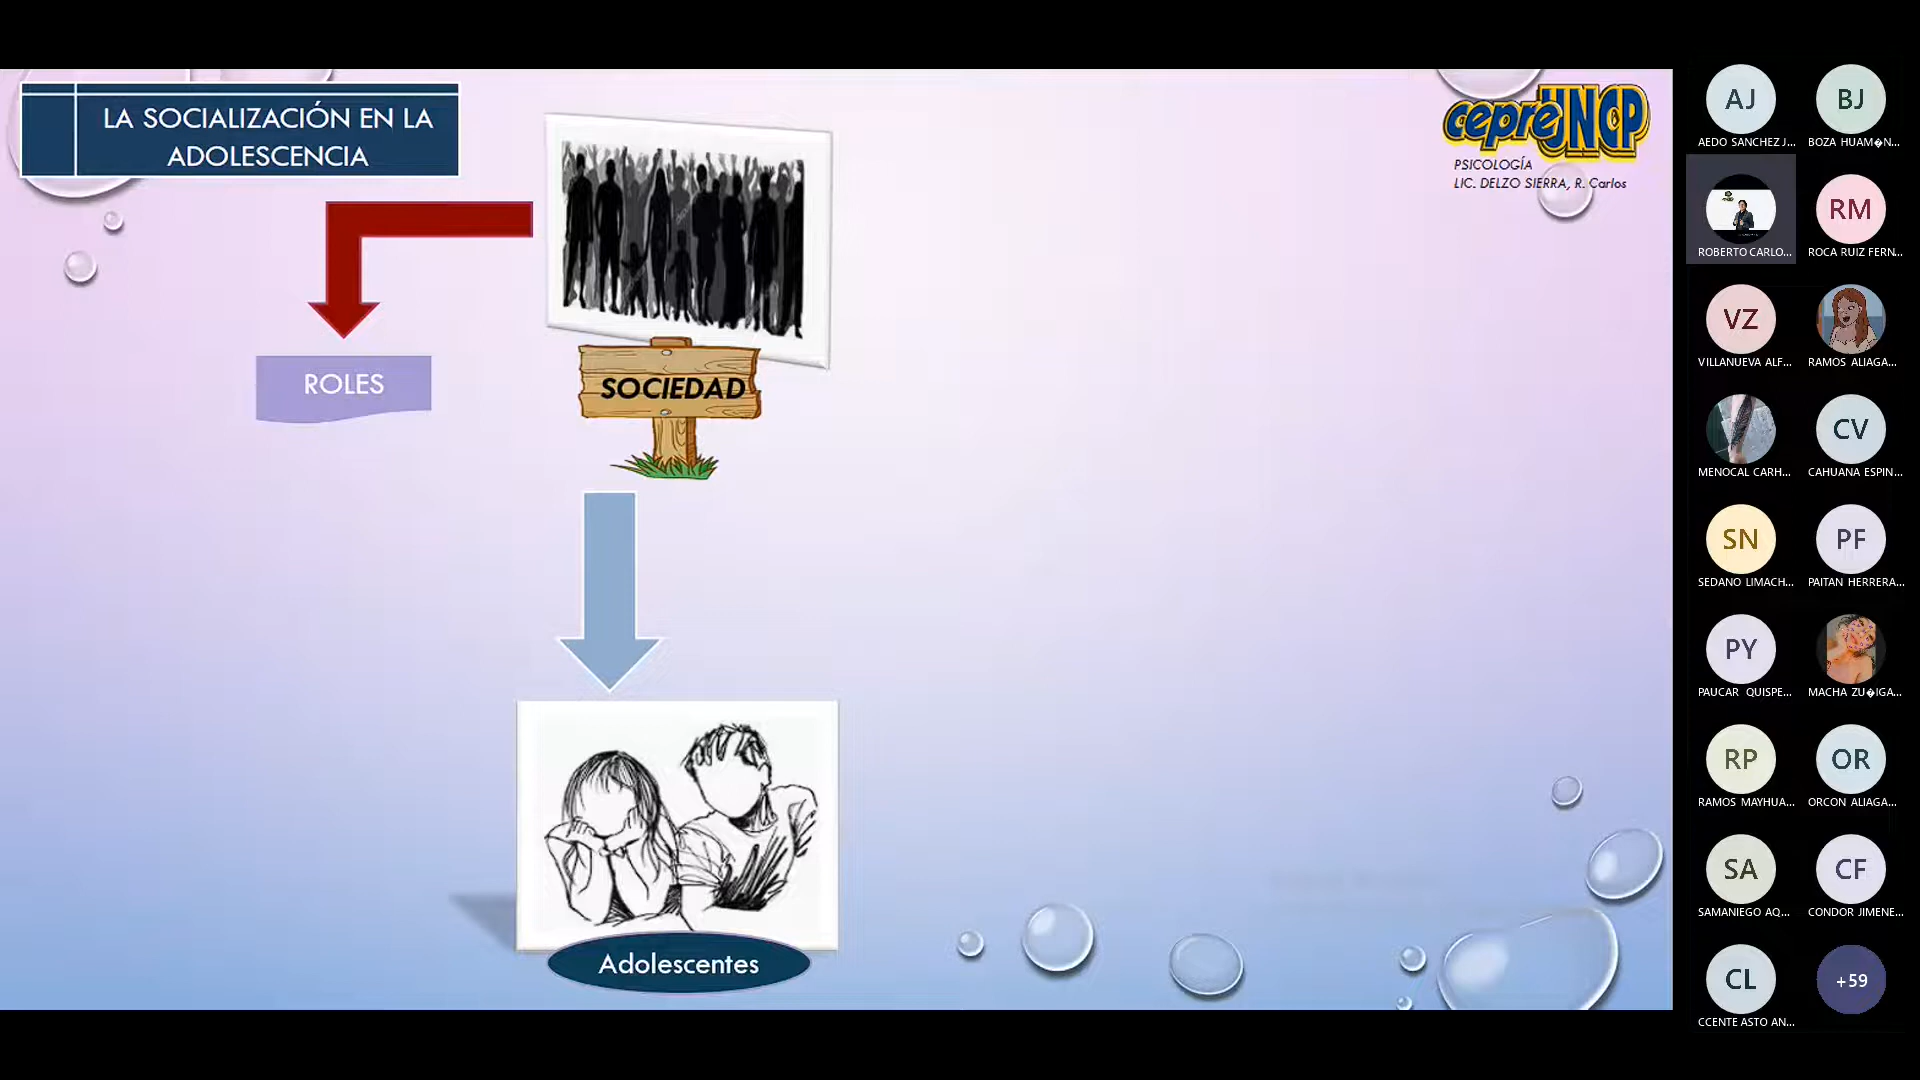 LA SOCIALIZACIÓN EN LA
ADOLESCENCIA
cepreUNCP
PSICOLOGÍA
LIC. DELZO SIERRA, R. Carlos
ROLES
SOCIEDAD
Adolescentes
AJ
AEDO SANCHEZ J...
BJ
BOZA HUAM�N...
ROBERTO CARLO...
RM
ROCA RUIZ FERN...
VZ
VILLANUEVA ALF...
RAMOS ALIAGA...
MENOCAL CARH...
CV
CAHUANA ESPIN...
SN
SEDANO LIMACH...
PF
PAITAN HERRERA...
PY
PAUCAR QUISPE...
MACHA ZU�IGA...
RP
RAMOS MAYHUA...
OR
ORCON ALIAGA...
SA
SAMANIEGO AQ...
CF
CONDOR JIMENE...
CL
CCENTE ASTO AN...
+59